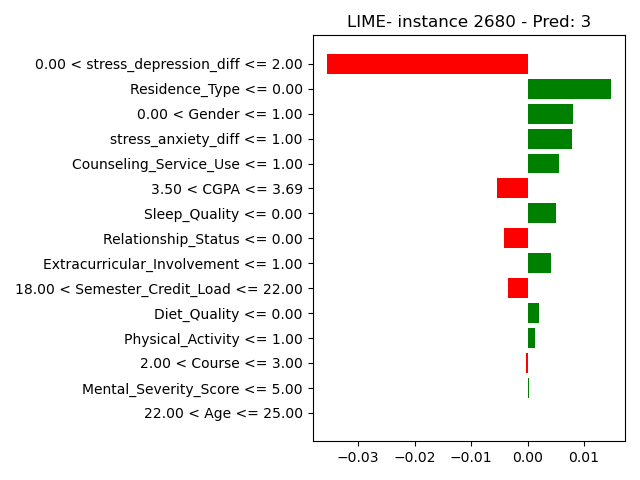 LIME- instance 2680 - Pred: 3
0.00 < stress_depression_diff <= 2.00
Residence_Type <= 0.00
0.00 < Gender <= 1.00
stress_anxiety_diff <= 1.00
Counseling_Service_Use <= 1.00
3.50 < CGPA <= 3.69
Sleep_Quality <= 0.00
Relationship_Status <= 0.00
Extracurricular_Involvement <= 1.00
18.00 < Semester_Credit_Load <= 22.00
Diet_Quality <= 0.00
Physical_Activity <= 1.00
2.00 < Course <= 3.00
Mental_Severity_Score <= 5.00
22.00 < Age <= 25.00
−0.03 −0.02 −0.01 0.00 0.01